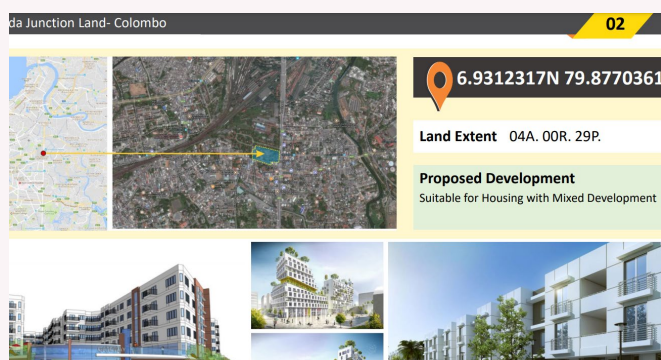 da Junction Land- Colombo
02
6.9312317N 79.8770361
Land Extent 04A. 00R. 29P.
Proposed Development
Suitable for Housing with Mixed Development